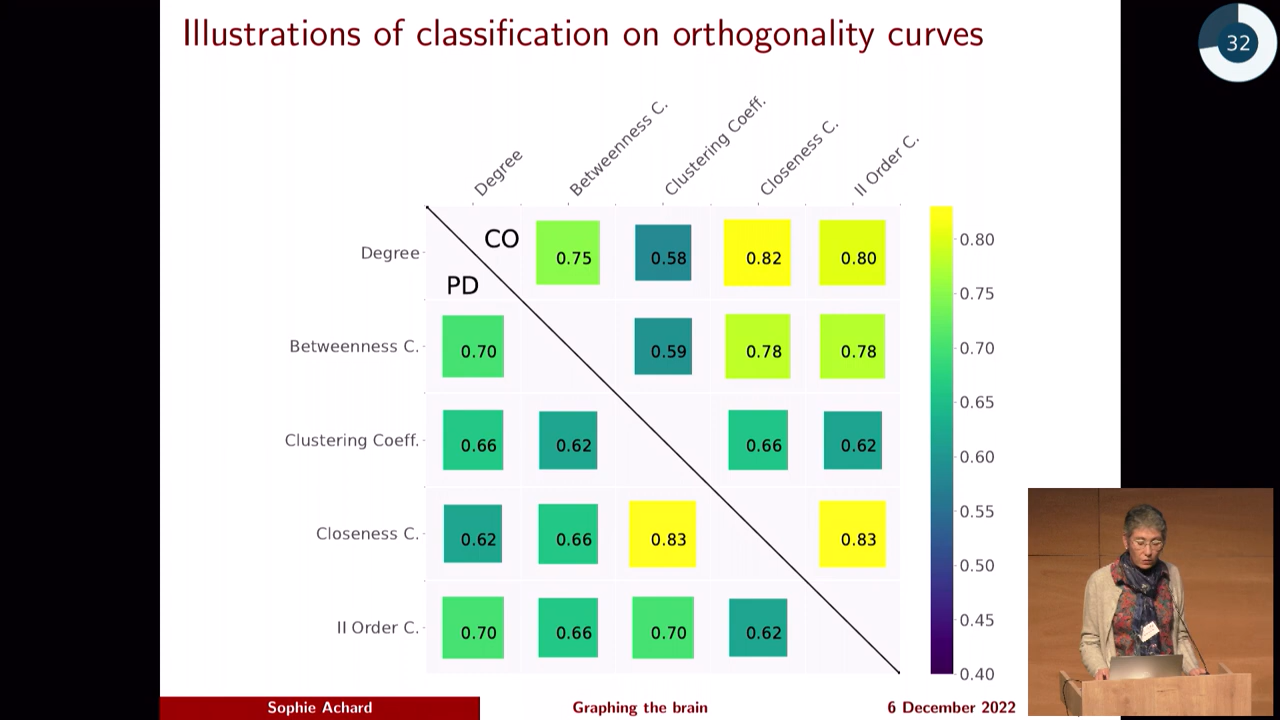 Illustrations of classification on orthogonality curves
32
Degree
Betweenness C.
Clustering Coeff.
Closeness C.
II Order C.
Degree
CO
0.75
0.58
0.82
0.80
PD
Betweenness C.
0.70
0.59
0.78
0.78
Clustering Coeff.
0.66
0.62
0.66
0.62
Closeness C.
0.62
0.66
0.83
0.83
II Order C.
0.70
0.66
0.70
0.62
0.80
0.75
0.70
0.65
0.60
0.55
0.50
0.45
0.40
Sophie Achard
Graphing the brain
6 December 2022